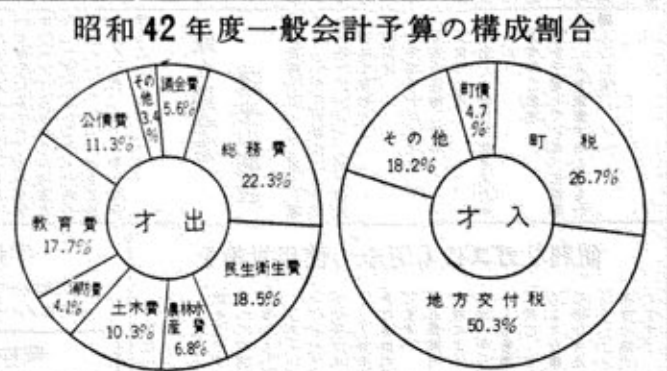 昭和42年度一般会計予算の構成割合
その
他3.4
%
議会費
5.6%
総務費
22.3%
民生衛生費
18.5%
農林水
産費
6.8%
土木費
10.3%
消防費
4.1%
教育費
17.7%
公債費
11.3%
才出
町債
4.7
%
町税
26.7%
地方交付税
50.3%
その他
18.2%
才入